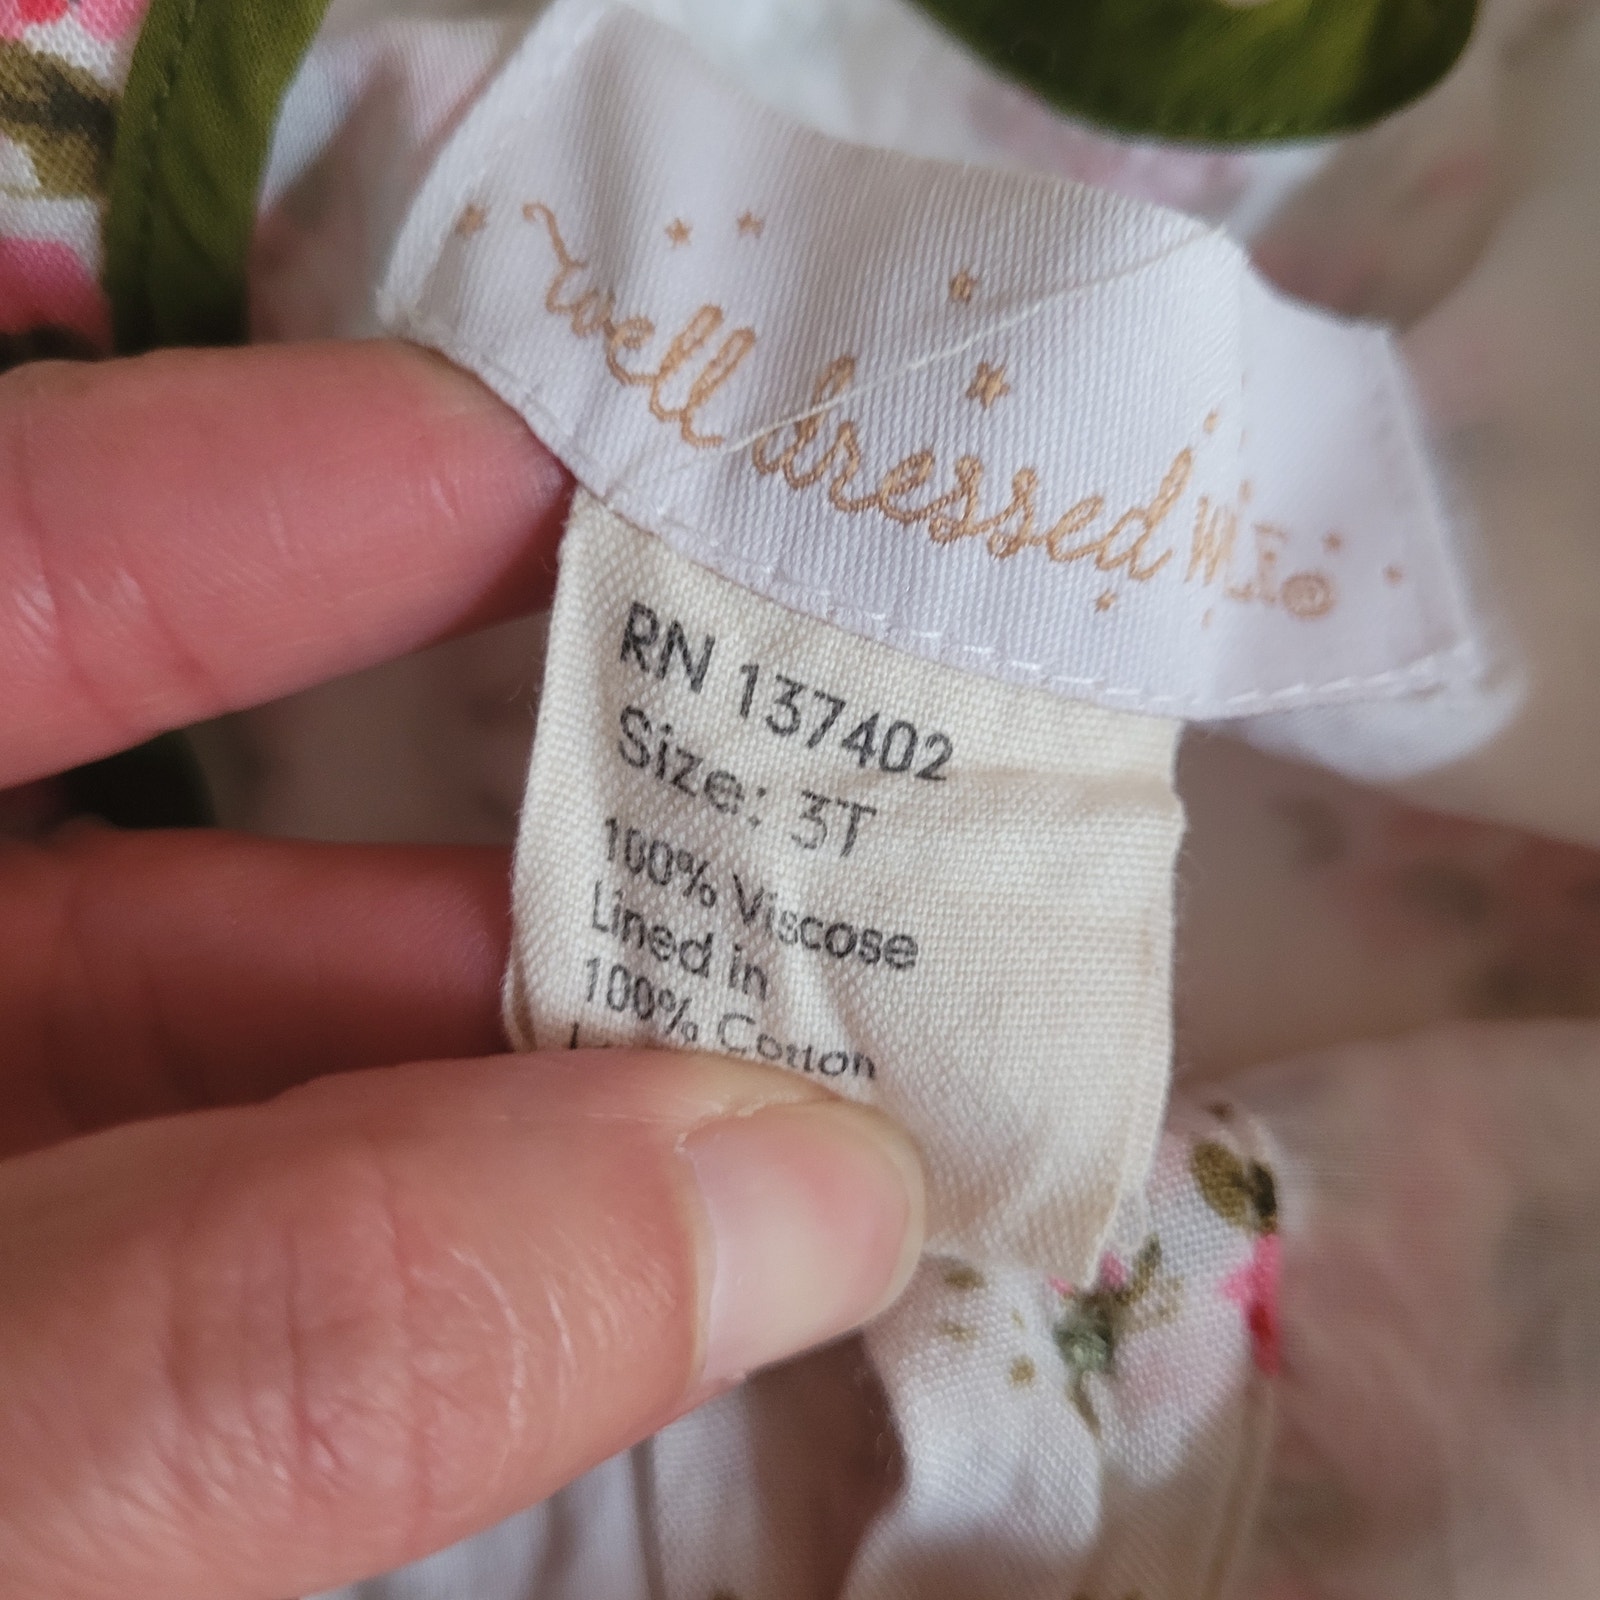 well dressed
RN 137402
Size: 3T
100% Viscose
Lined in
100% Cotton